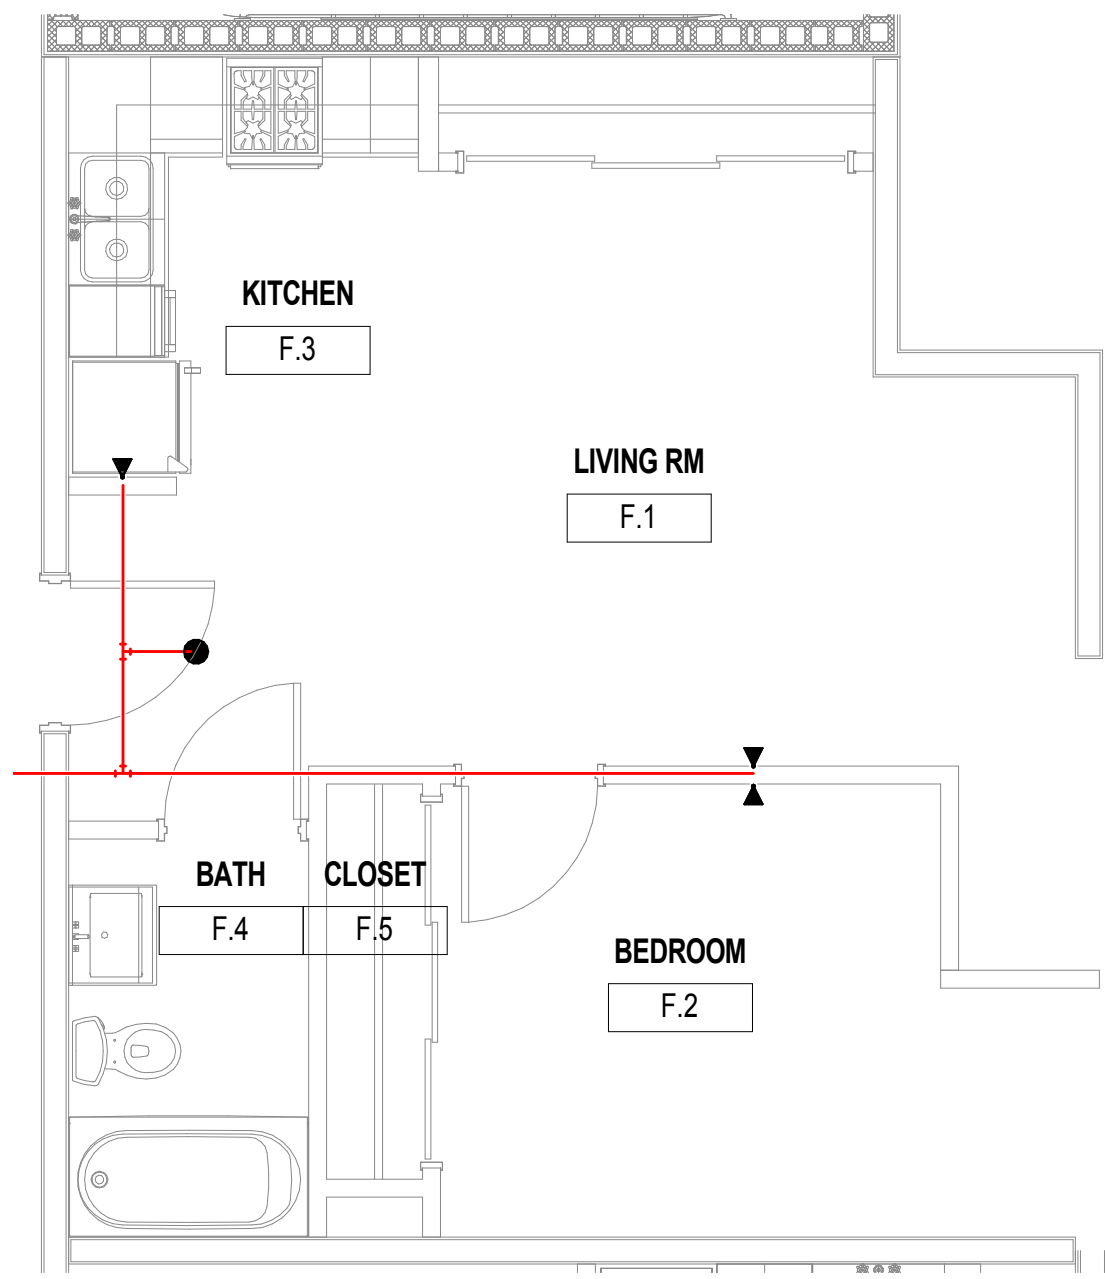 KITCHEN
F.3
LIVING RM
F.1
BATH
F.4
CLOSET
F.5
BEDROOM
F.2